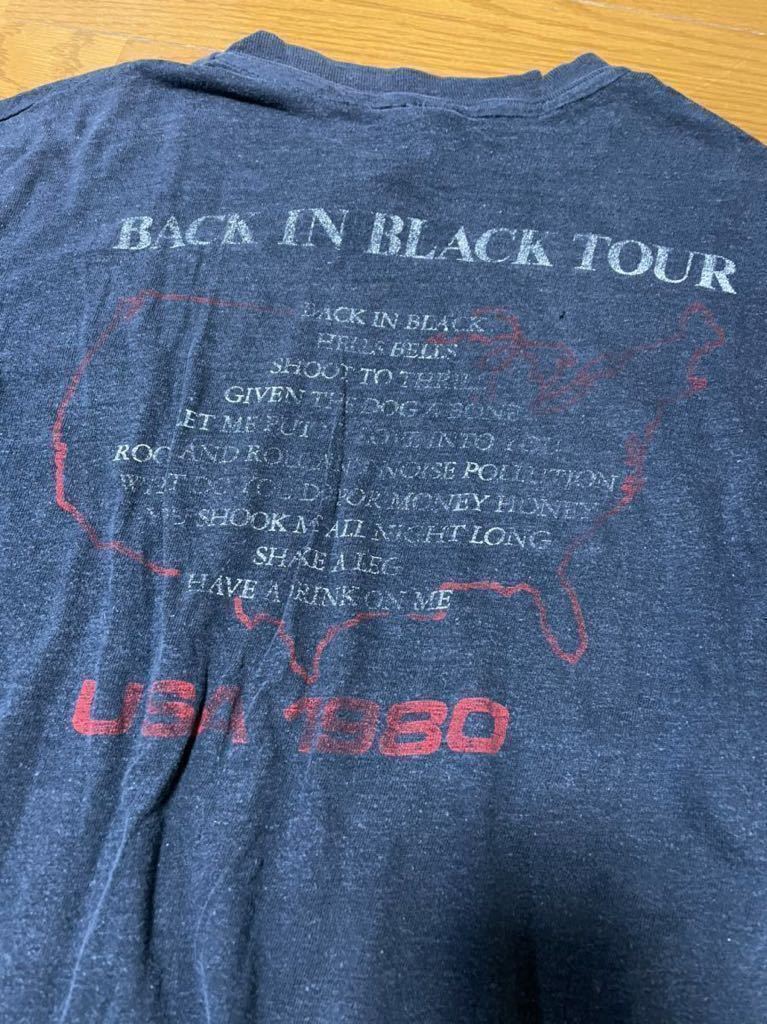 BACK IN BLACK TOUR
BACK IN BLACK
HELLS BELLS
SHOOT TO THRILL
GIVEN THE DOG A BONE
LET ME PUT MY LOVE INTO YOU
ROCK AND ROLL AIN'T NOISE POLLUTION
WHAT DO YOU DO FOR MONEY HONEY
YOU SHOOK ME ALL NIGHT LONG
SHAKE A LEG
HAVE A DRINK ON ME
USA 1980